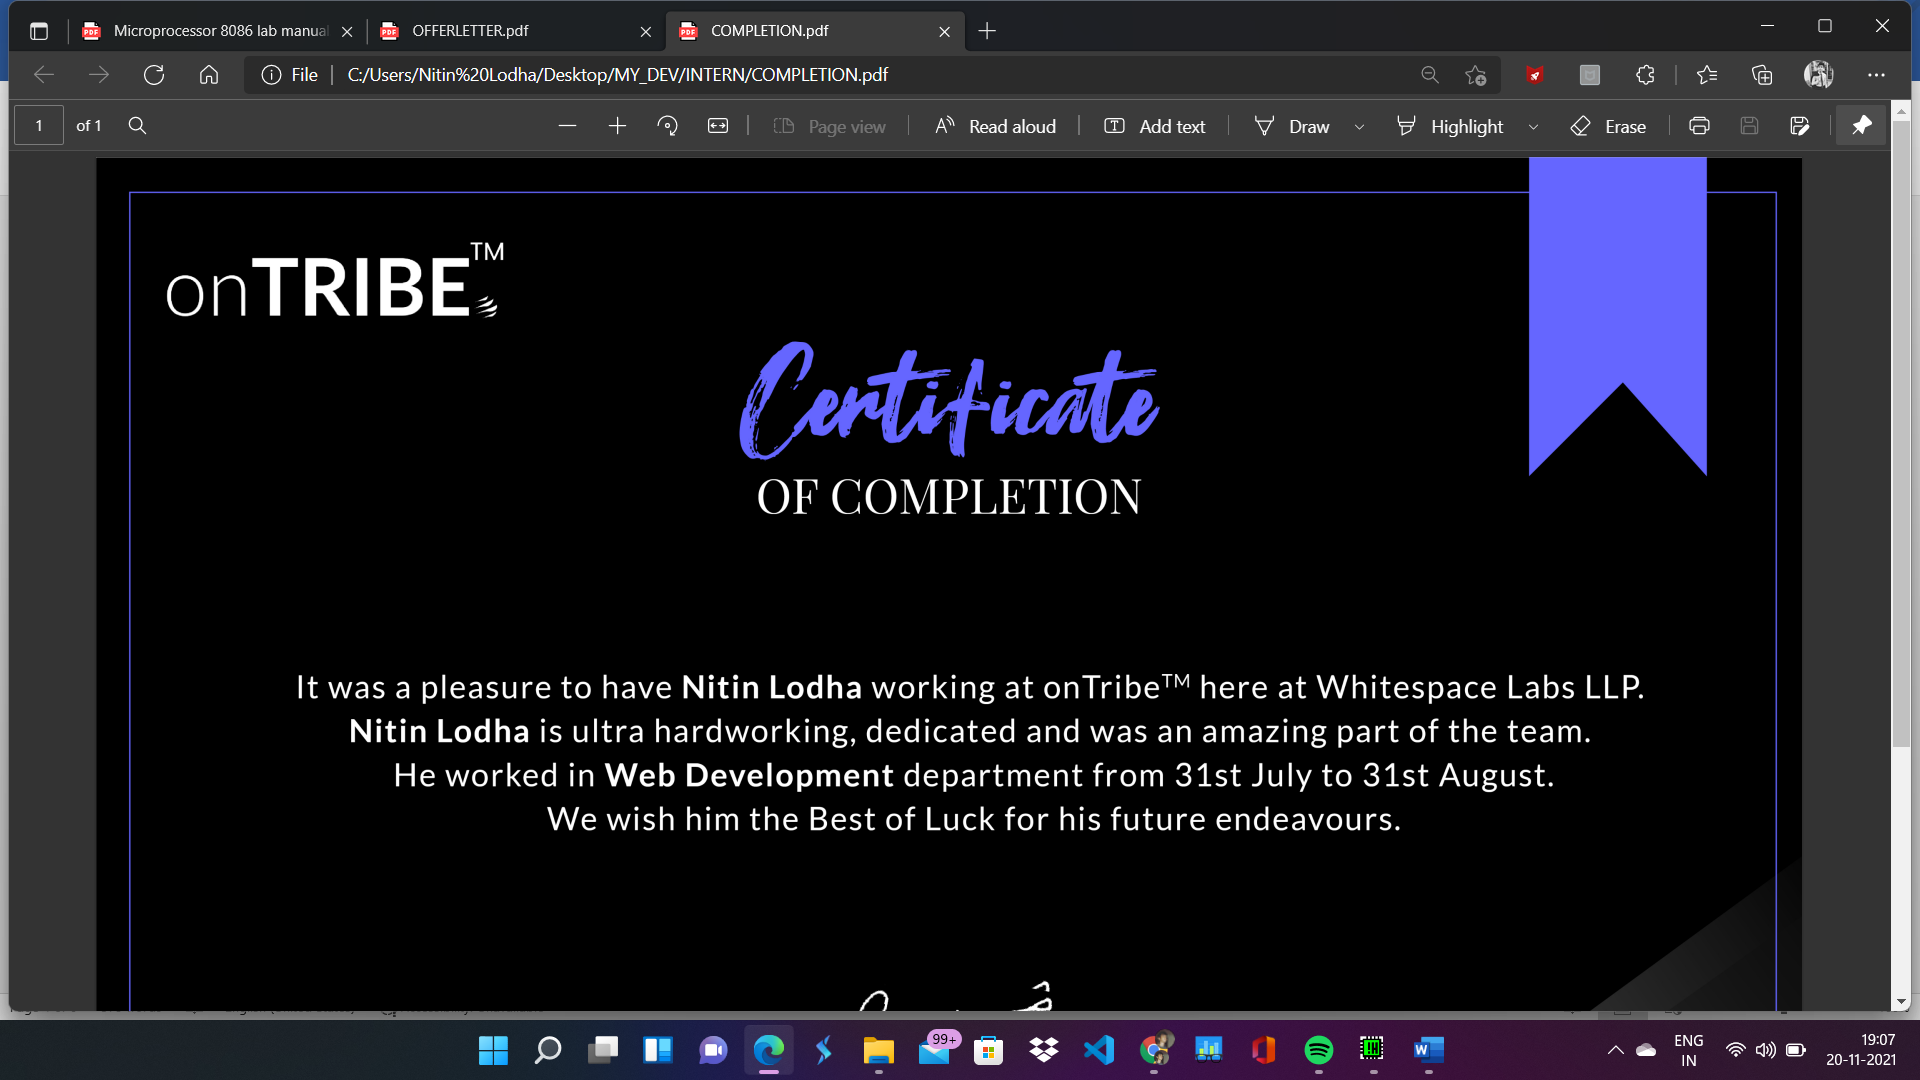 Microprocessor 8086 lab manual
OFFERLETTER.pdf
COMPLETION.pdf
File
C:/Users/Nitin%20Lodha/Desktop/MY_DEV/INTERN/COMPLETION.pdf
1 of 1
Page view
Read aloud
Add text
Draw
Highlight
Erase
onTRIBE™
Certificate
OF COMPLETION
It was a pleasure to have Nitin Lodha working at onTribe™ here at Whitespace Labs LLP.
Nitin Lodha is ultra hardworking, dedicated and was an amazing part of the team.
He worked in Web Development department from 31st July to 31st August.
We wish him the Best of Luck for his future endeavours.
99+
ENG
IN
19:07
20-11-2021